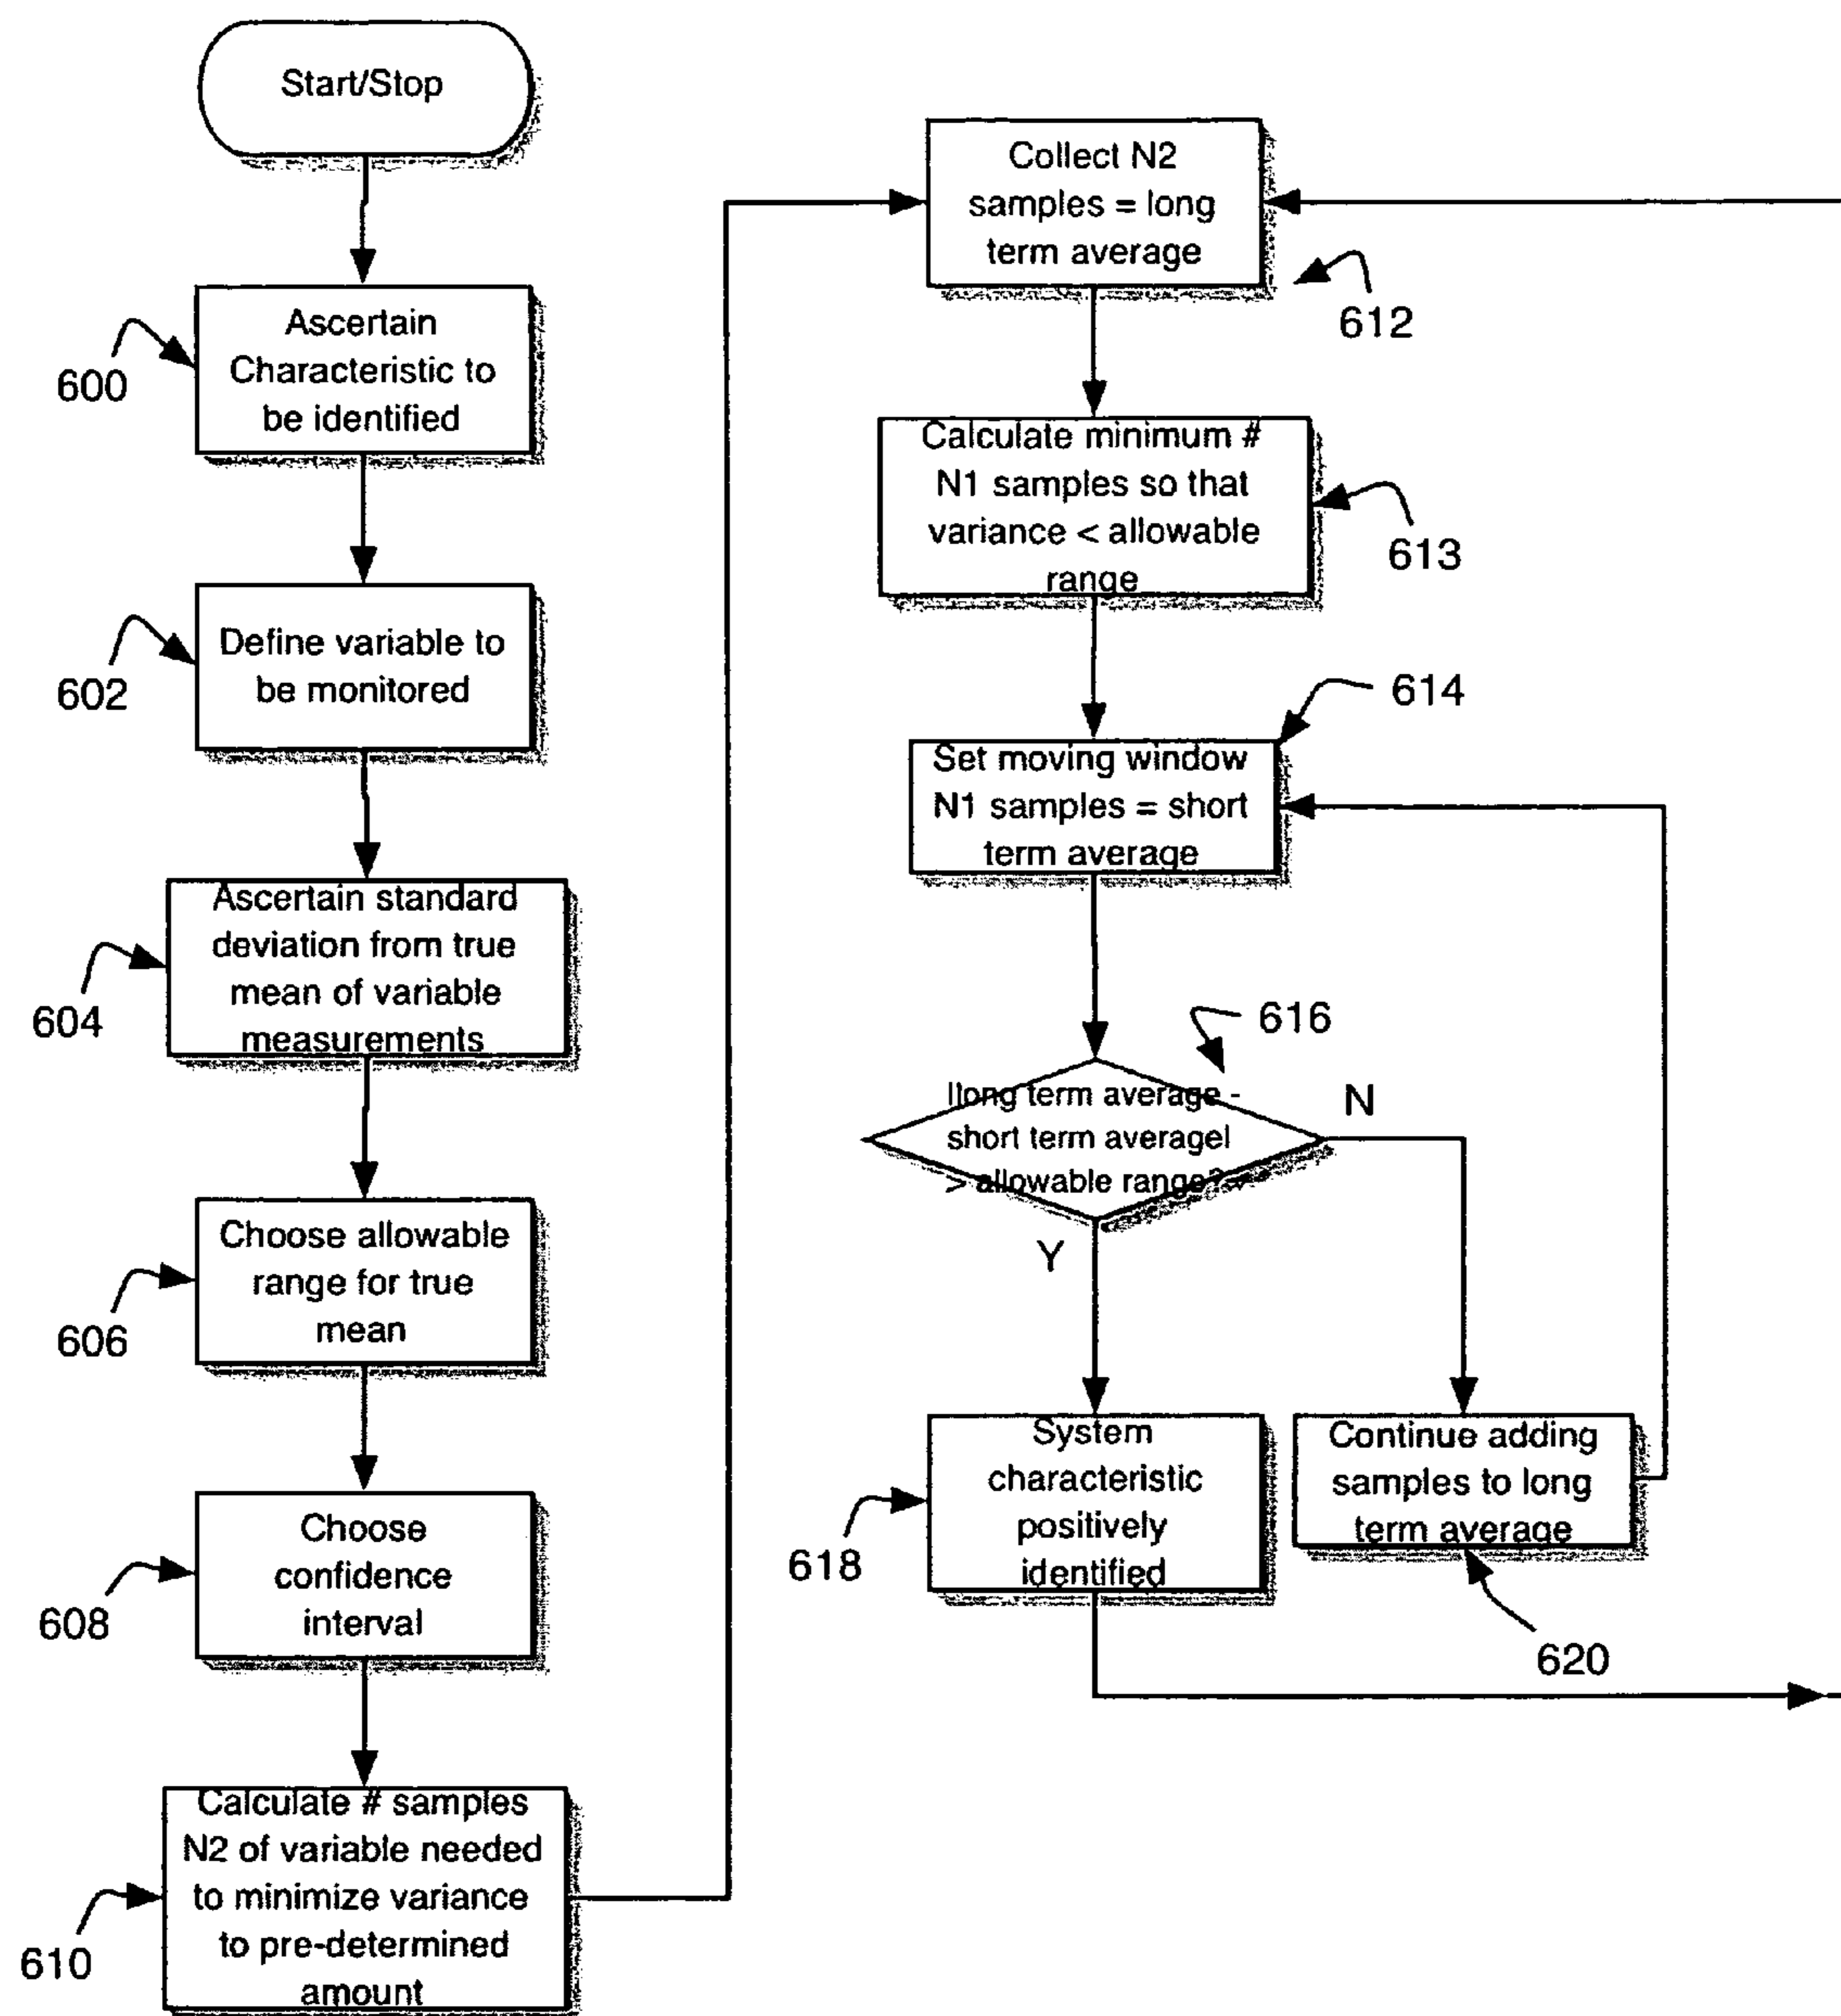 Start/Stop
600
Ascertain
Characteristic to
be identified
602
Define variable to
be monitored
604
Ascertain standard
deviation from true
mean of variable
measurements
606
Choose allowable
range for true
mean
608
Choose
confidence
interval
610
Calculate # samples
N2 of variable needed
to minimize variance
to pre-determined
amount
Collect N2
samples = long
term average
612
Calculate minimum #
N1 samples so that
variance < allowable
range
613
614
Set moving window
N1 samples = short
term average
616
|long term average -
short term average|
> allowable range?
N
Y
618
System
characteristic
positively
identified
Continue adding
samples to long
term average
620